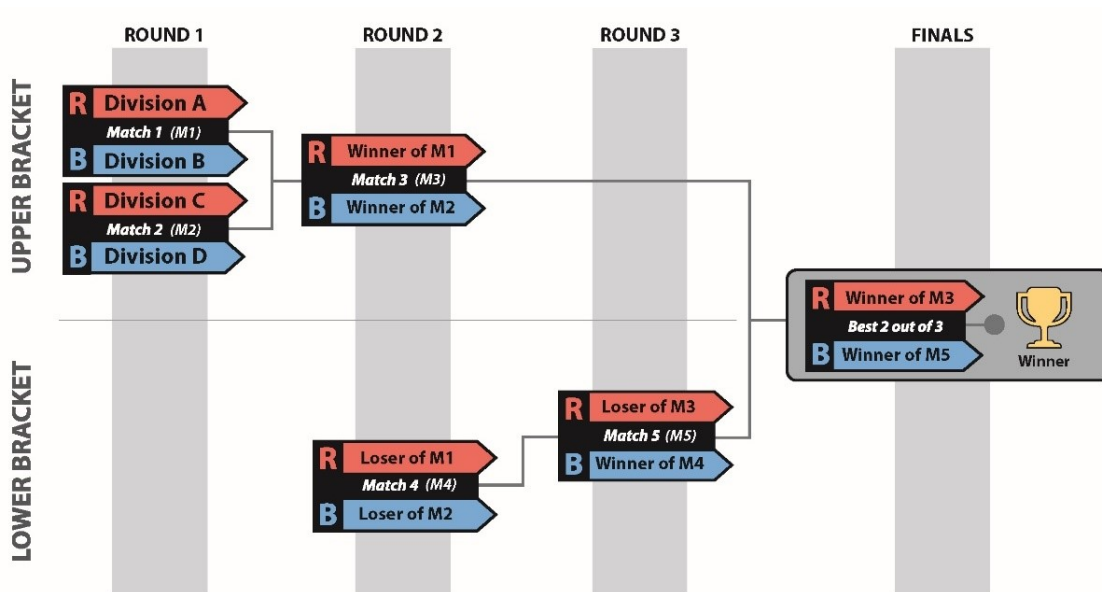 ROUND 1
ROUND 2
ROUND 3
FINALS
UPPER BRACKET
R Division A
Match 1 (M1)
B Division B
R Division C
Match 2 (M2)
B Division D
R Winner of M1
Match 3 (M3)
B Winner of M2
R Winner of M3
Best 2 out of 3
B Winner of M5
Winner
LOWER BRACKET
R Loser of M1
Match 4 (M4)
B Loser of M2
R Loser of M3
Match 5 (M5)
B Winner of M4